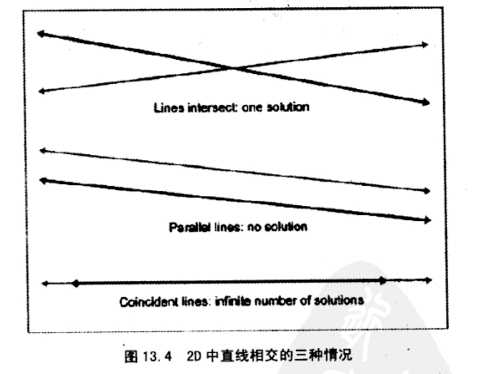 Lines intersect: one solution
Parallel lines: no solution
Coincident lines: infinite number of solutions
图 13.4 2D 中直线相交的三种情况